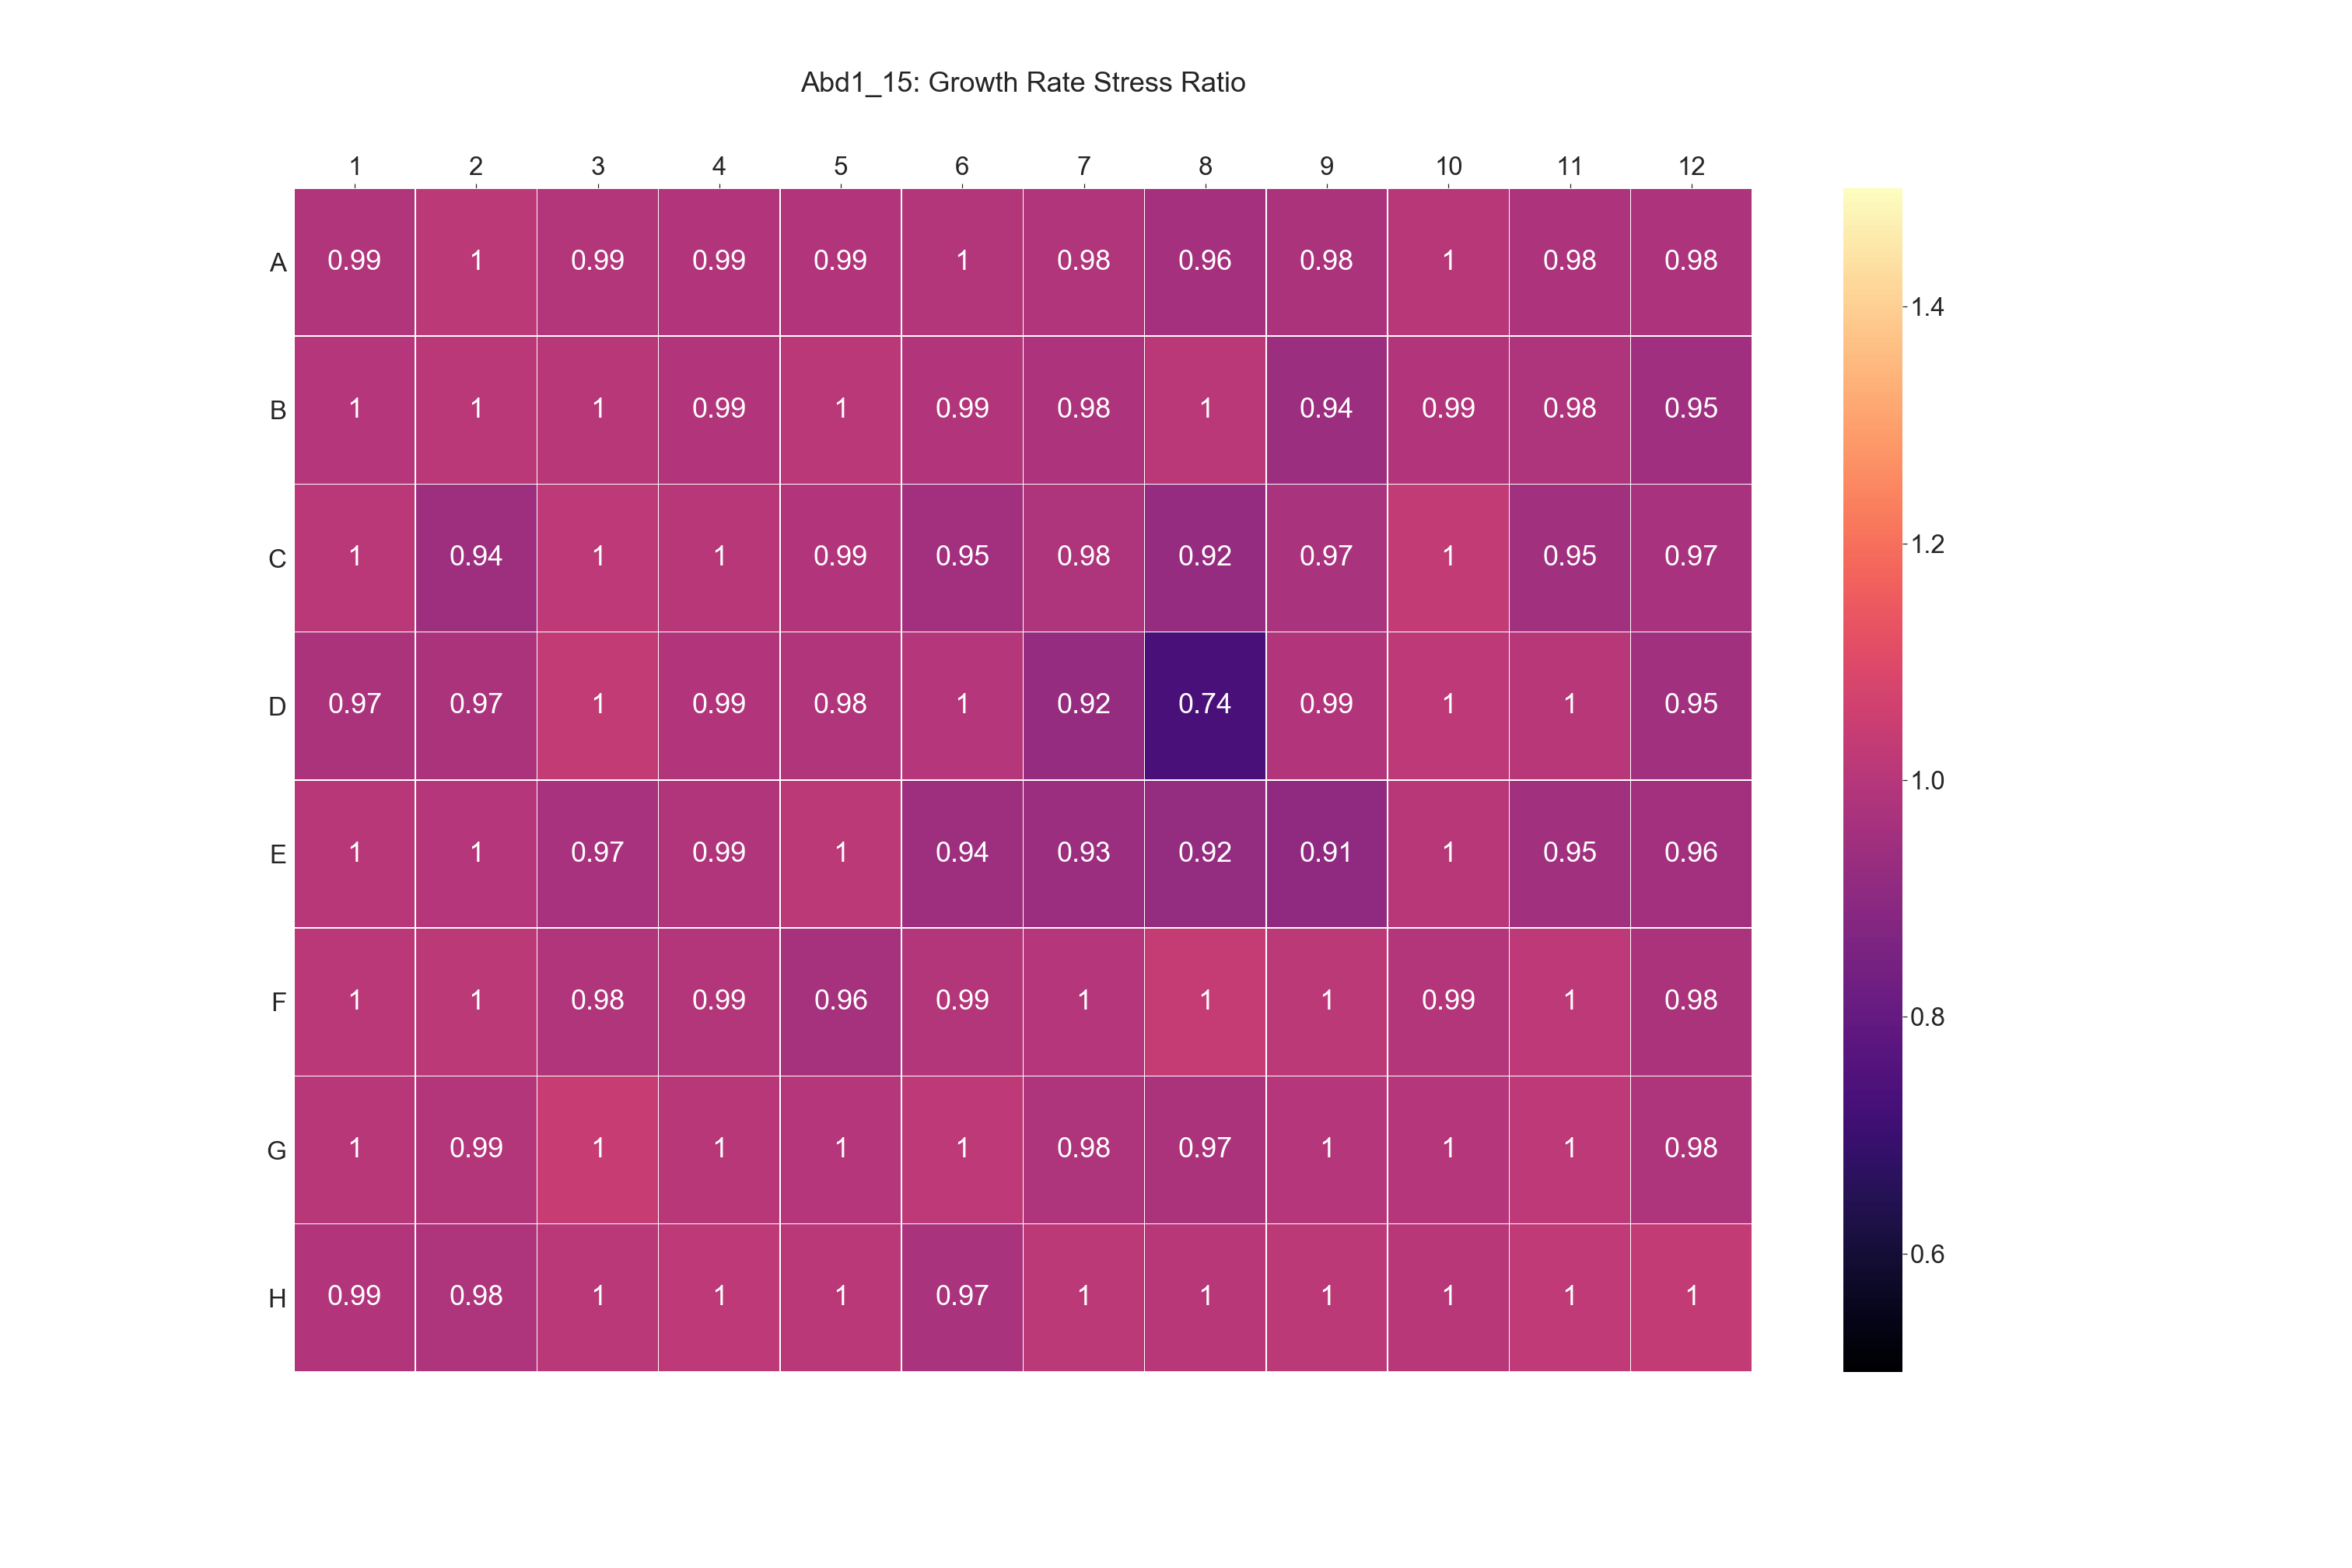 Abd1_15: Growth Rate Stress Ratio
1 2 3 4 5 6 7 8 9 10 11 12
A 0.99 1 0.99 0.99 0.99 1 0.98 0.96 0.98 1 0.98 0.98
B 1 1 1 0.99 1 0.99 0.98 1 0.94 0.99 0.98 0.95
C 1 0.94 1 1 0.99 0.95 0.98 0.92 0.97 1 0.95 0.97
D 0.97 0.97 1 0.99 0.98 1 0.92 0.74 0.99 1 1 0.95
E 1 1 0.97 0.99 1 0.94 0.93 0.92 0.91 1 0.95 0.96
F 1 1 0.98 0.99 0.96 0.99 1 1 1 0.99 1 0.98
G 1 0.99 1 1 1 1 0.98 0.97 1 1 1 0.98
H 0.99 0.98 1 1 1 0.97 1 1 1 1 1 1
1.4
1.2
1.0
0.8
0.6